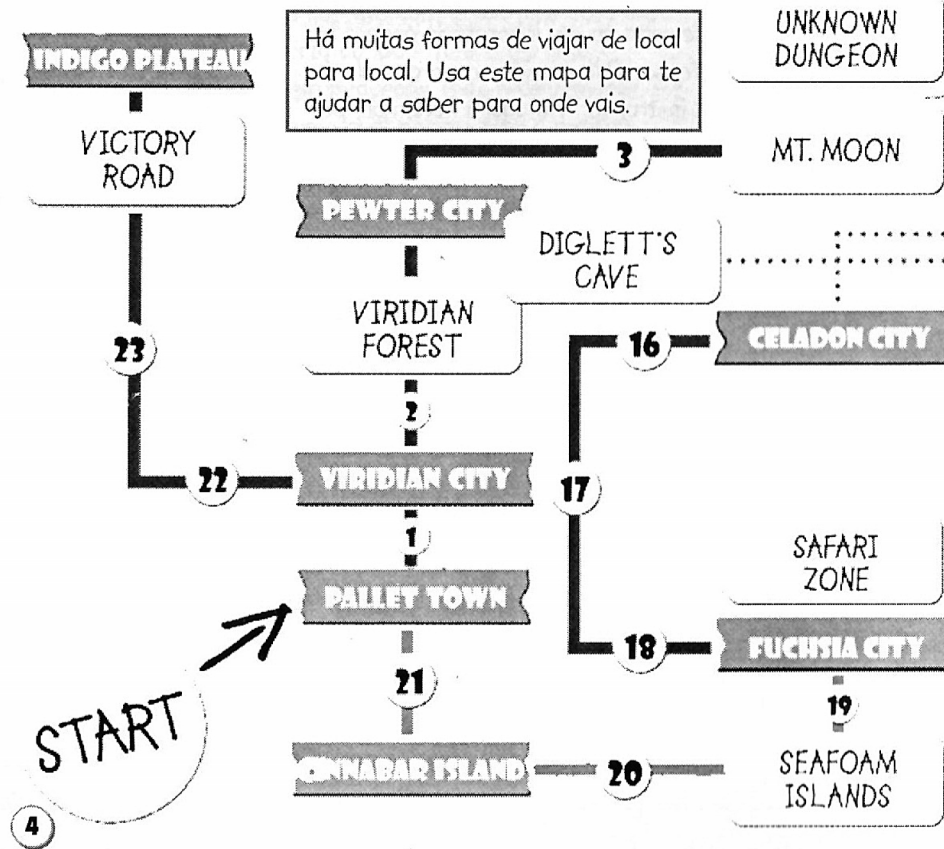 INDIGO PLATEAU
Há muitas formas de viajar de local
para local. Usa este mapa para te
ajudar a saber para onde vais.
UNKNOWN
DUNGEON
VICTORY
ROAD
3
MT. MOON
PEWTER CITY
DIGLETT'S
CAVE
VIRIDIAN
FOREST
23
16
CELADON CITY
2
22
VIRIDIAN CITY
17
1
SAFARI
ZONE
PALLET TOWN
18
FUCHSIA CITY
21
19
START
CINNABAR ISLAND
20
SEAFOAM
ISLANDS
4